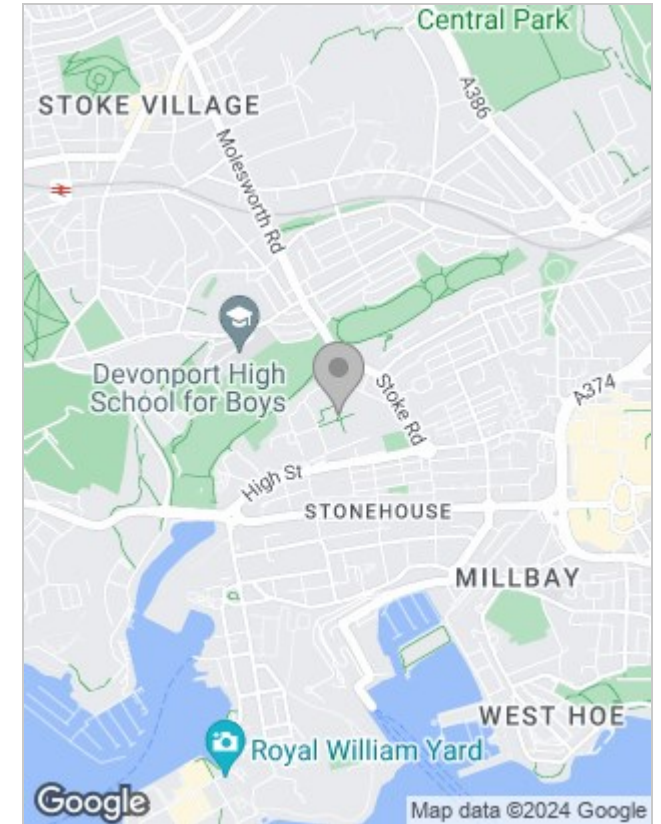 Central Park
STOKE VILLAGE
A386
Molesworth Rd
Devonport High
School for Boys
Stoke Rd
A374
High St
STONEHOUSE
MILLBAY
WEST HOE
Royal William Yard
Google
Map data ©2024 Google